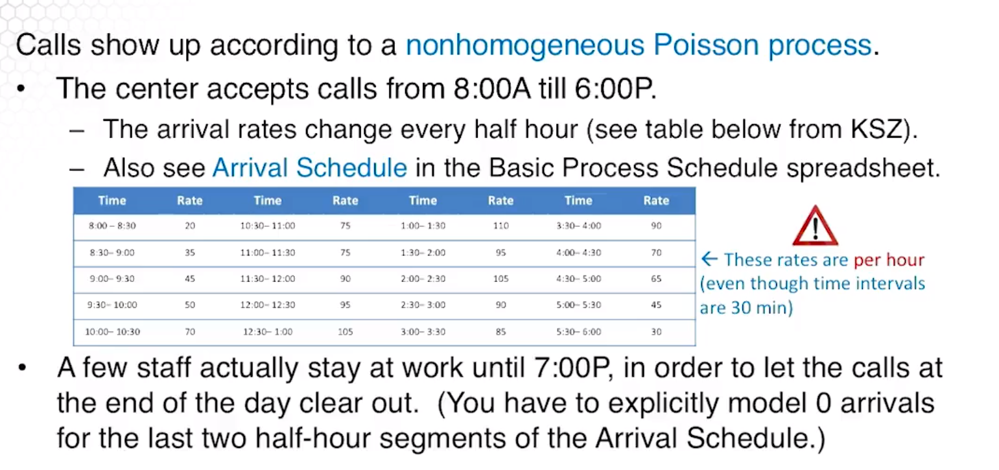 Calls show up according to a nonhomogeneous Poisson process.
• The center accepts calls from 8:00A till 6:00P.
– The arrival rates change every half hour (see table below from KSZ).
– Also see Arrival Schedule in the Basic Process Schedule spreadsheet.
Time Rate Time Rate Time Rate Time Rate
8:00 – 8:30 20 10:30– 11:00 75 1:00– 1:30 110 3:30– 4:00 90
8:30– 9:00 35 11:00– 11:30 75 1:30– 2:00 95 4:00– 4:30 70
9:00– 9:30 45 11:30– 12:00 90 2:00– 2:30 105 4:30– 5:00 65
9:30– 10:00 50 12:00– 12:30 95 2:30– 3:00 90 5:00– 5:30 45
10:00– 10:30 70 12:30– 1:00 105 3:00– 3:30 85 5:30– 6:00 30
!
← These rates are per hour
(even though time intervals
are 30 min)
• A few staff actually stay at work until 7:00P, in order to let the calls at
the end of the day clear out. (You have to explicitly model 0 arrivals
for the last two half-hour segments of the Arrival Schedule.)